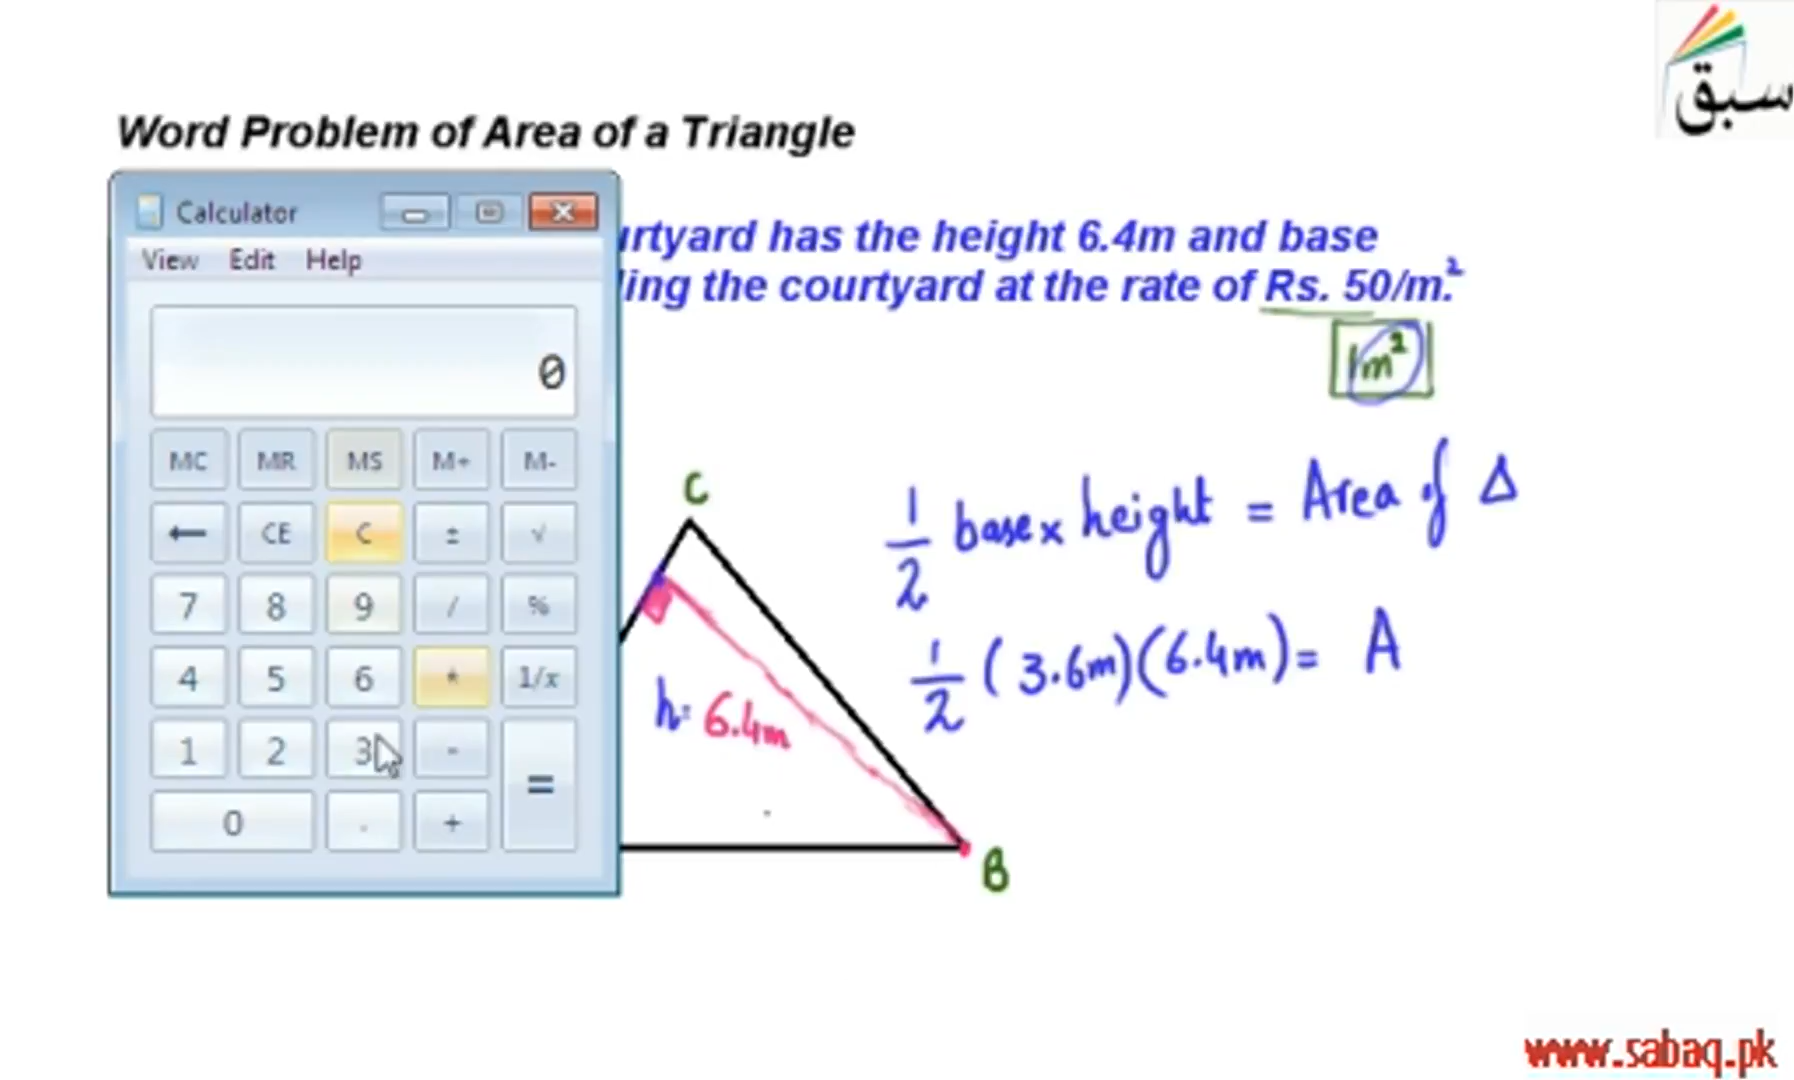 سبق
Word Problem of Area of a Triangle
Calculator
View Edit Help
courtyard has the height 6.4m and base
ling the courtyard at the rate of Rs. 50/m.²
1m²
0
MC MR MS M+ M-
← CE C ± √
7 8 9 / %
4 5 6 * 1/x
1 2 3 - =
0 . +
C
h= 6.4m
B
1/2 base x height = Area of Δ
1/2 (3.6m)(6.4m) = A
www.sabaq.pk